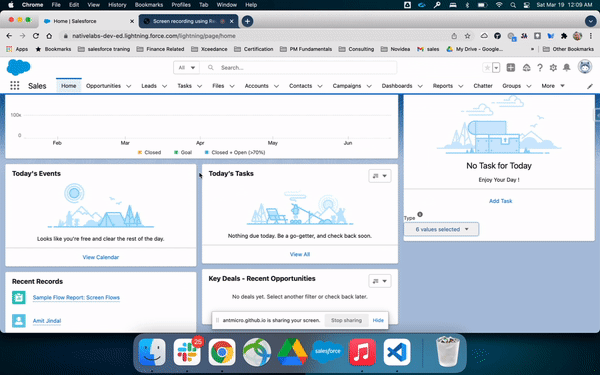 Chrome File Edit View History Bookmarks Profiles Tab Window Help Sat Mar 19 12:09 AM
Home | Salesforce Screen recording using Re
nativelabs-dev-ed.lightning.force.com/lightning/page/home
Apps Bookmarks salesforce traning Finance Related Xceedance Certification PM Fundamentals Consulting Novidea sales My Drive - Google... Other Bookmarks
All Search...
Sales Home Opportunities Leads Tasks Files Accounts Contacts Campaigns Dashboards Reports Chatter Groups More
100k
0
Feb Mar Apr May Jun
Closed Goal Closed + Open (>70%)
Today's Events
Looks like you're free and clear the rest of the day.
View Calendar
Today's Tasks
Nothing due today. Be a go-getter, and check back soon.
View All
No Task for Today
Enjoy Your Day !
Add Task
Type
6 values selected
Recent Records
Sample Flow Report: Screen Flows
Amit Jindal
Key Deals - Recent Opportunities
No deals yet. Select another filter or check back later.
antmicro.github.io is sharing your screen. Stop sharing Hide
25
salesforce